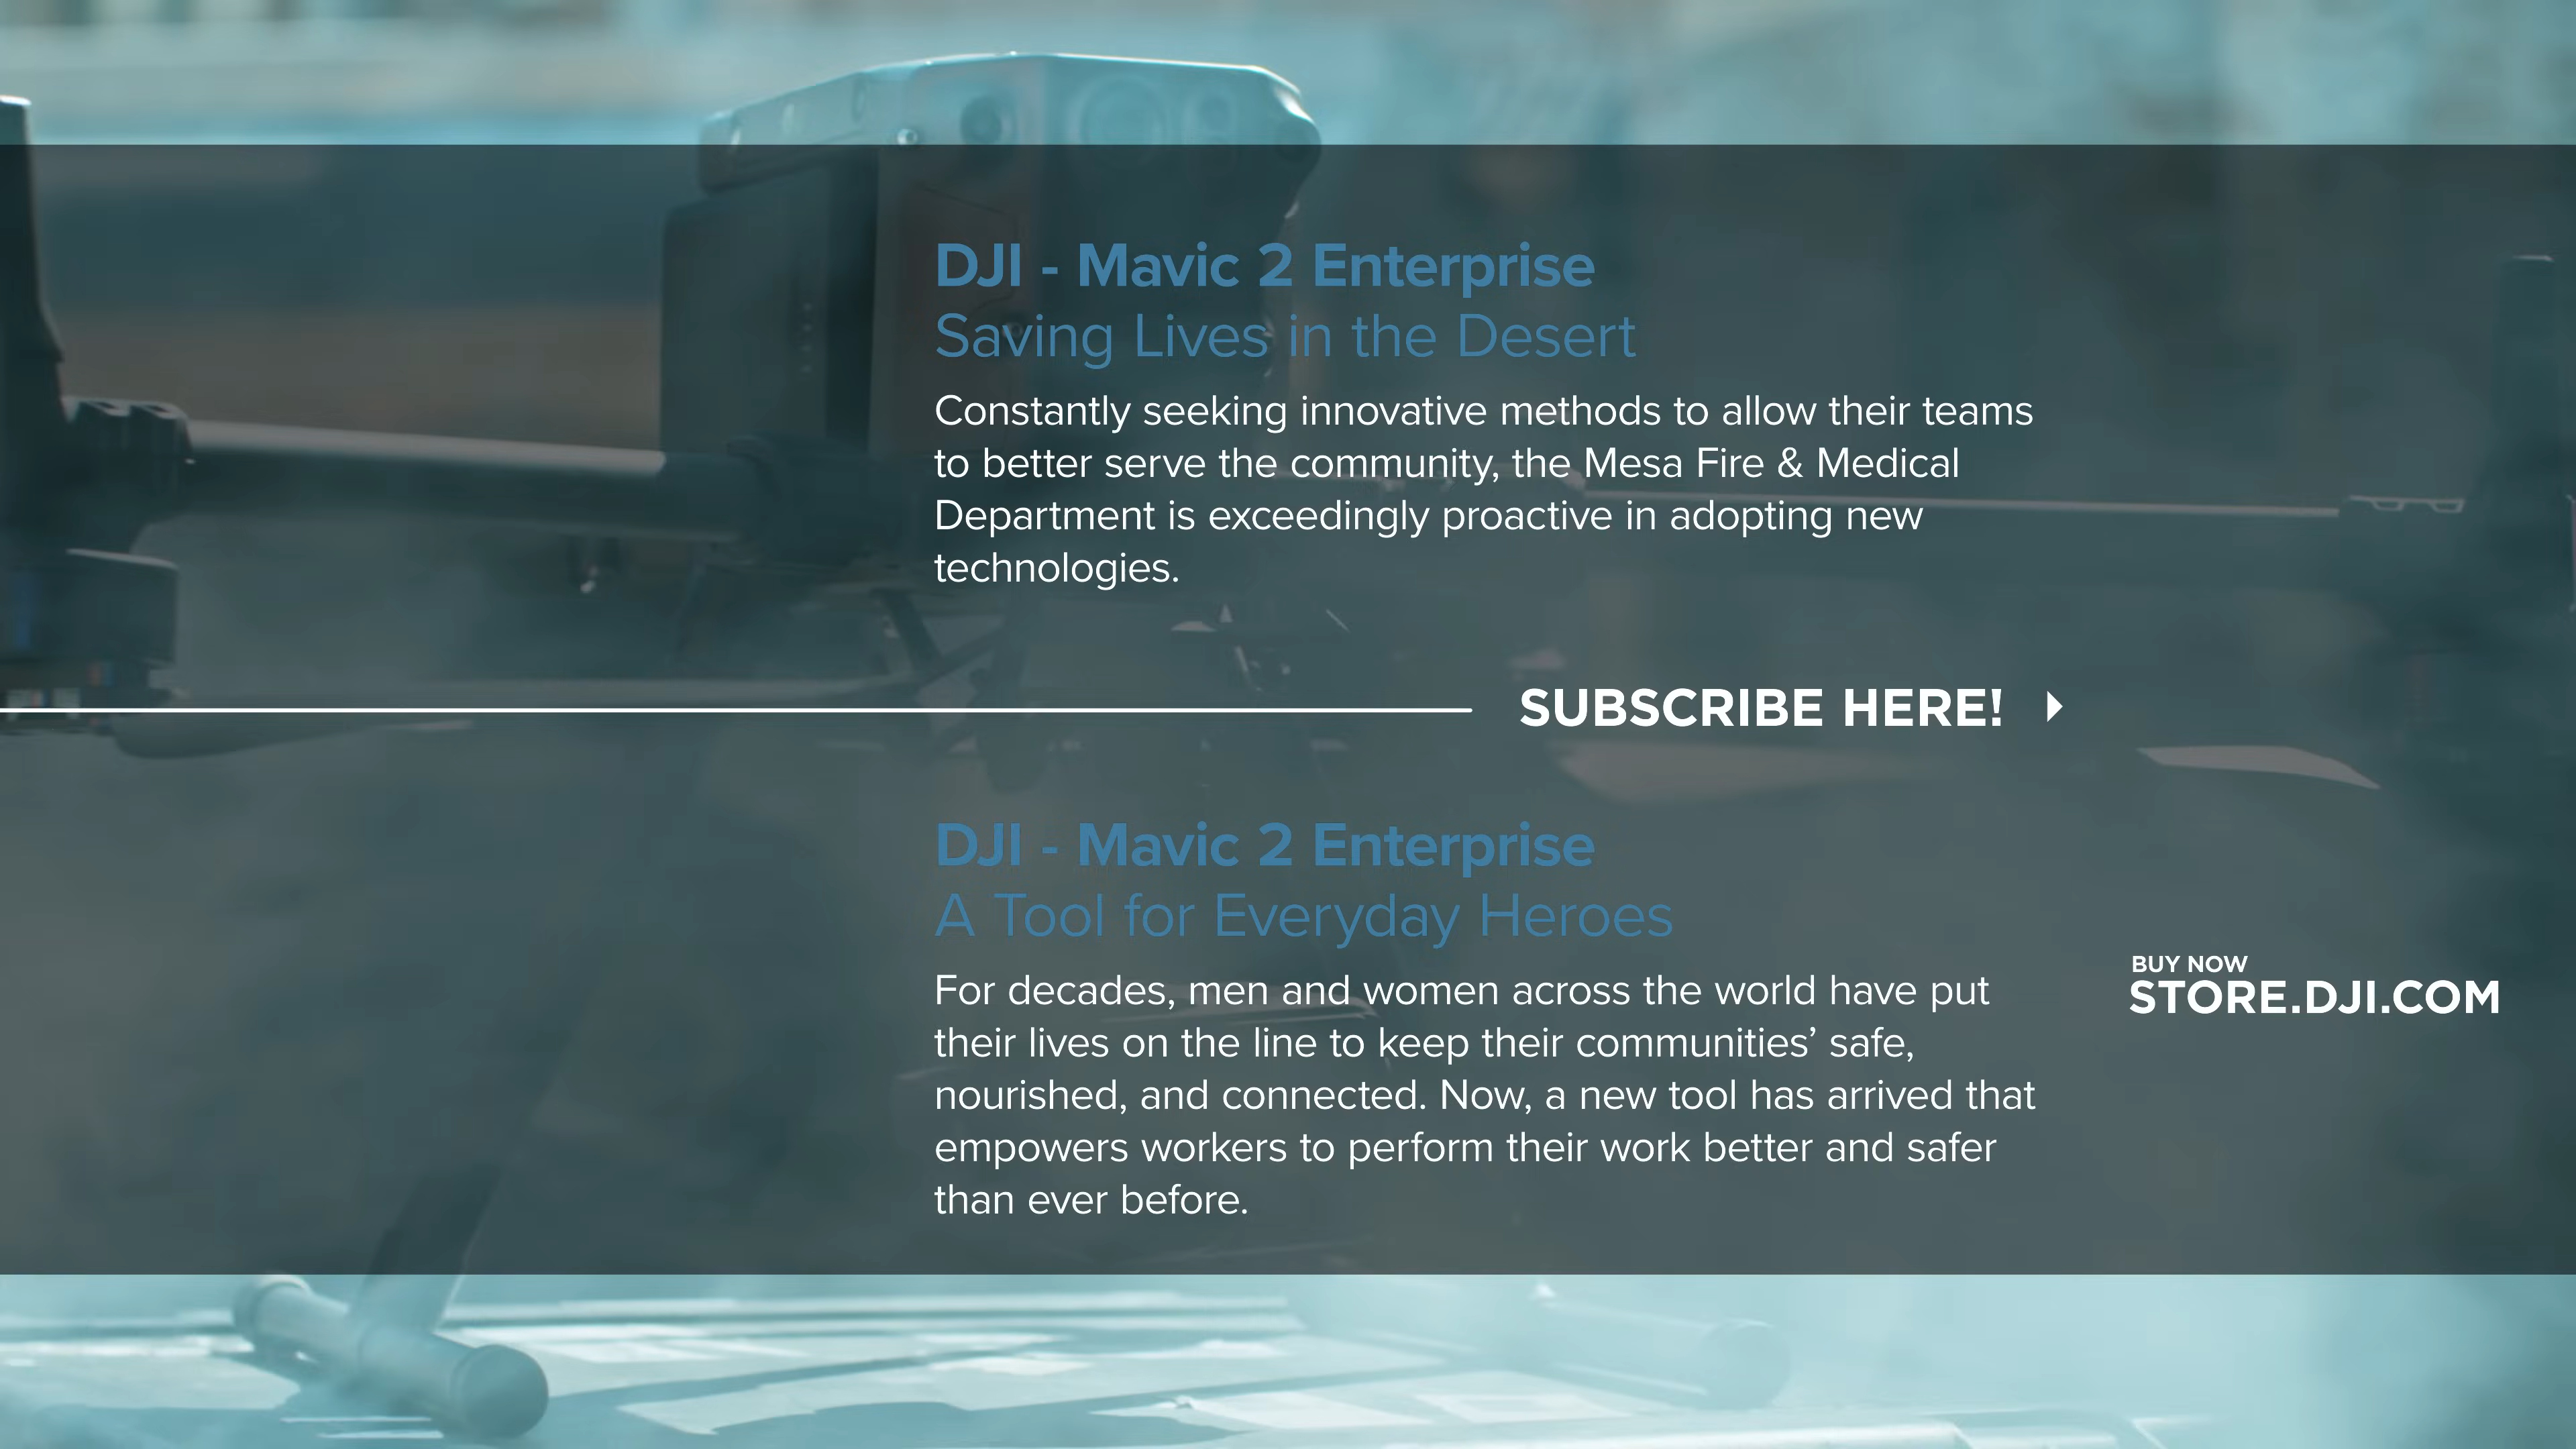 DJI - Mavic 2 Enterprise
Saving Lives in the Desert
Constantly seeking innovative methods to allow their teams
to better serve the community, the Mesa Fire & Medical
Department is exceedingly proactive in adopting new
technologies.
SUBSCRIBE HERE!
DJI - Mavic 2 Enterprise
A Tool for Everyday Heroes
For decades, men and women across the world have put
their lives on the line to keep their communities’ safe,
nourished, and connected. Now, a new tool has arrived that
empowers workers to perform their work better and safer
than ever before.
BUY NOW
STORE.DJI.COM